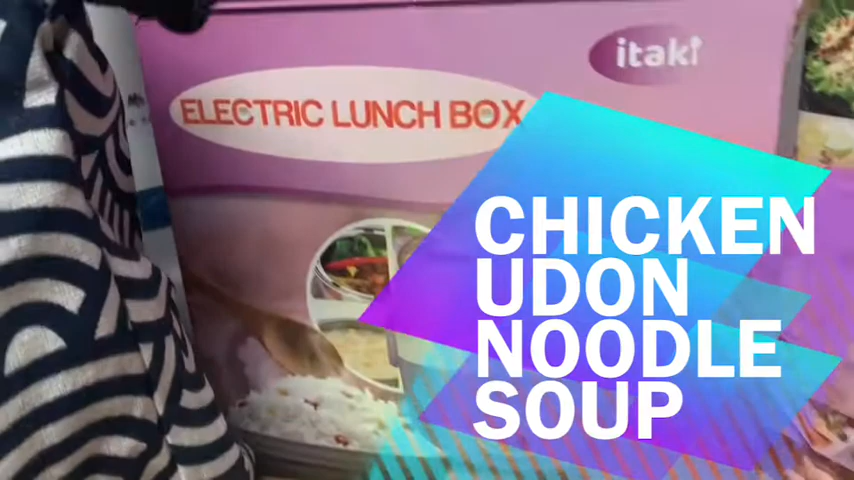 itaki
ELECTRIC LUNCH BOX
CHICKEN
UDON
NOODLE
SOUP